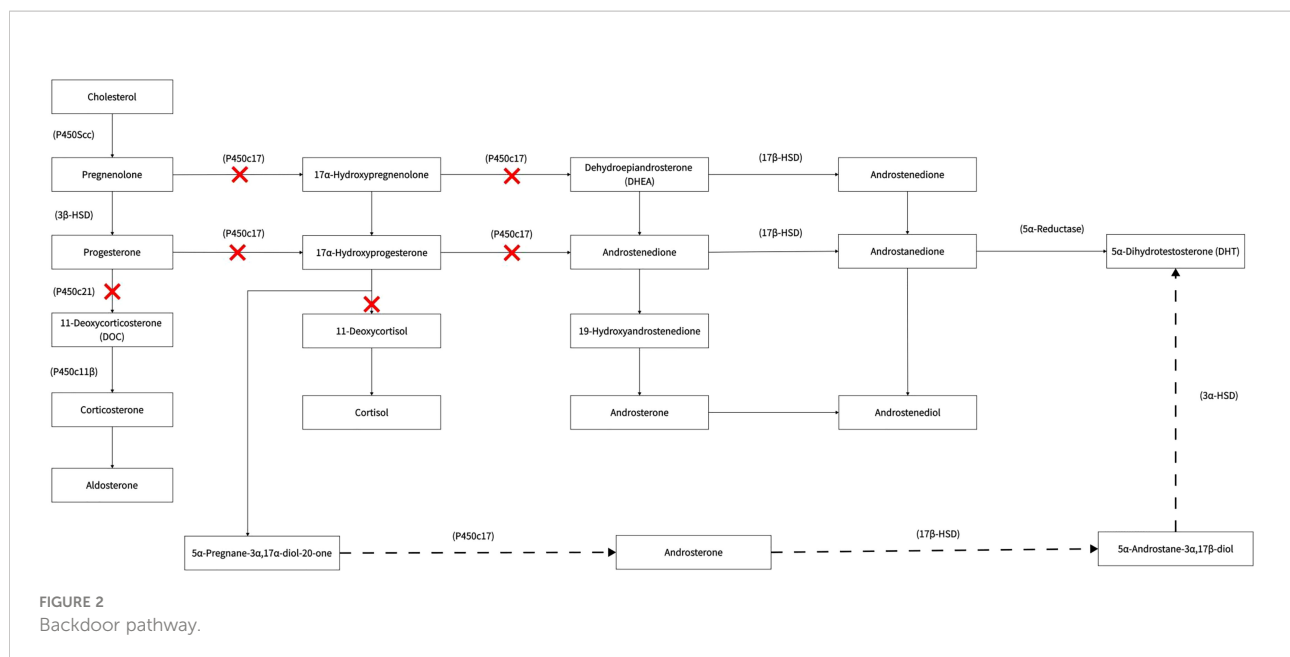 Cholesterol
(P450Scc)
(P450c17)
(P450c17)
(17β-HSD)
Pregnenolone
17α-Hydroxypregnenolone
Dehydroepiandrosterone
(DHEA)
Androstenedione
(3β-HSD)
(P450c17)
(P450c17)
(17β-HSD)
(5α-Reductase)
Progesterone
17α-Hydroxyprogesterone
Androstenedione
Androstanedione
5α-Dihydrotestosterone (DHT)
(P450c21)
11-Deoxycorticosterone
(DOC)
11-Deoxycortisol
19-Hydroxyandrostenedione
(P450c11β)
(3α-HSD)
Corticosterone
Cortisol
Androsterone
Androstenediol
Aldosterone
(P450c17)
(17β-HSD)
5α-Pregnane-3α,17α-diol-20-one
Androsterone
5α-Androstane-3α,17β-diol
FIGURE 2
Backdoor pathway.